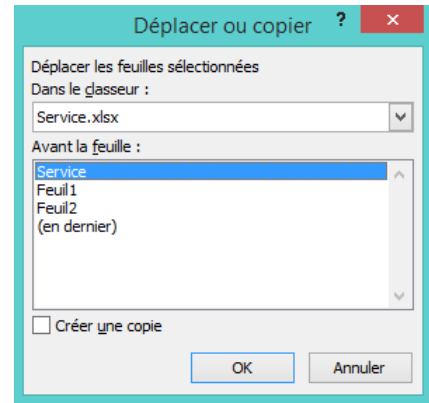 Déplacer ou copier ? ×
Déplacer les feuilles sélectionnées
Dans le classeur :
Service.xlsx
Avant la feuille :
Service
Feuil1
Feuil2
(en dernier)
Créer une copie
OK Annuler